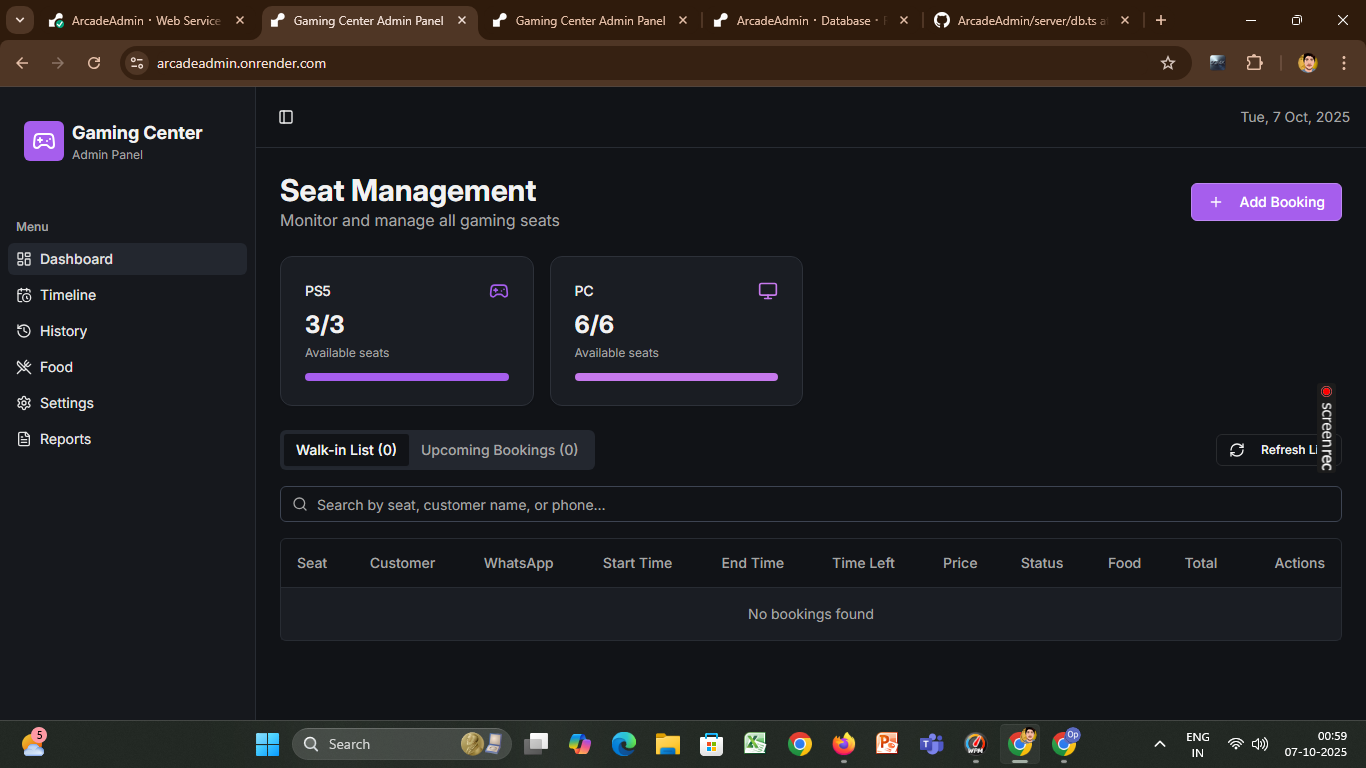 ArcadeAdmin · Web Service
Gaming Center Admin Panel
Gaming Center Admin Panel
ArcadeAdmin · Database ·
ArcadeAdmin/server/db.ts at
arcadeadmin.onrender.com
Gaming Center
Admin Panel
Tue, 7 Oct, 2025
Seat Management
Monitor and manage all gaming seats
+ Add Booking
Menu
Dashboard
Timeline
History
Food
Settings
Reports
PS5
3/3
Available seats
PC
6/6
Available seats
Walk-in List (0)
Upcoming Bookings (0)
Refresh Li
screenrec
Search by seat, customer name, or phone...
Seat Customer WhatsApp Start Time End Time Time Left Price Status Food Total Actions
No bookings found
5
Search
WPM
Op
ENG
IN
00:59
07-10-2025